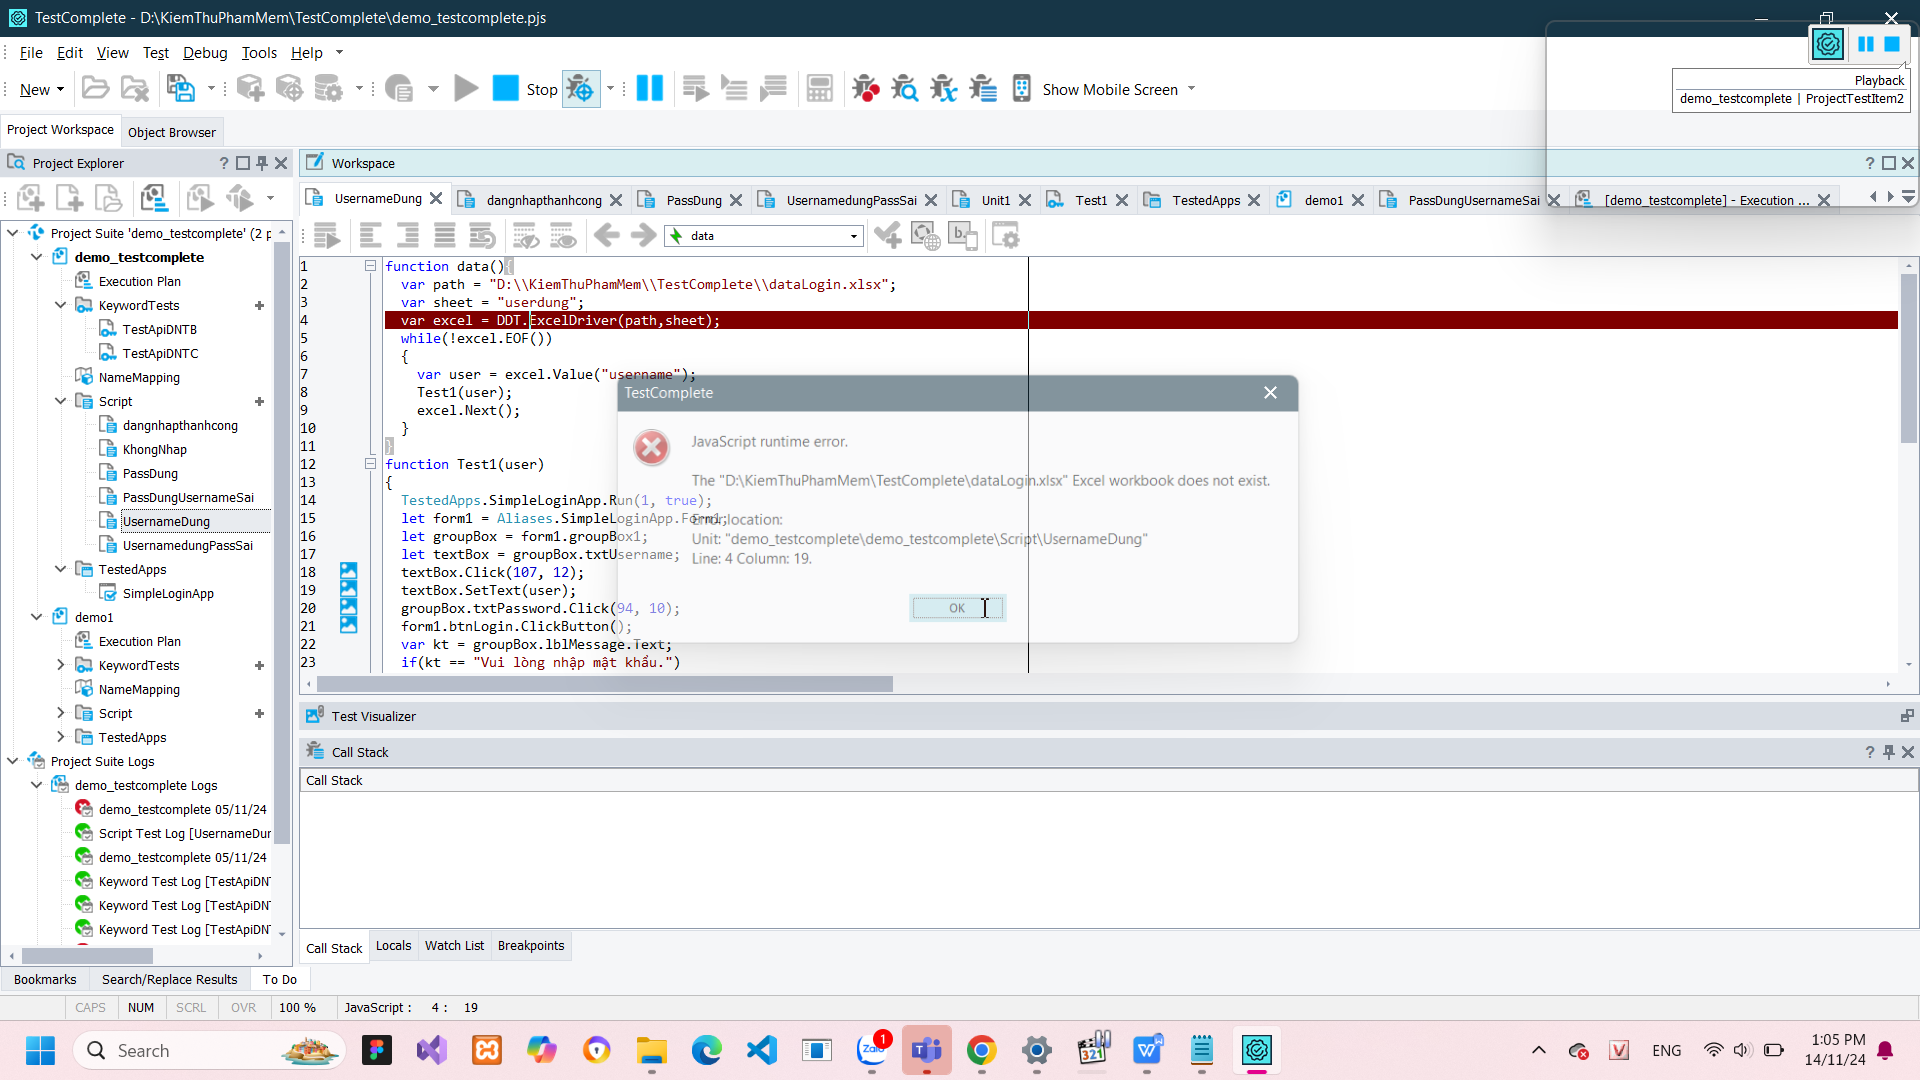 TestComplete - D:\KiemThuPhamMem\TestComplete\demo_testcomplete.pjs
File Edit View Test Debug Tools Help
New Stop Show Mobile Screen
Playback
demo_testcomplete | ProjectTestItem2
Project Workspace Object Browser
Project Explorer
Workspace
UsernameDung dangnhapthanhcong PassDung UsernamedungPassSai Unit1 Test1 TestedApps demo1 PassDungUsernameSai [demo_testcomplete] - Execution ...
data
Project Suite 'demo_testcomplete' (2 p
demo_testcomplete
Execution Plan
KeywordTests
TestApiDNTB
TestApiDNTC
NameMapping
Script
dangnhapthanhcong
KhongNhap
PassDung
PassDungUsernameSai
UsernameDung
UsernamedungPassSai
TestedApps
SimpleLoginApp
demo1
Execution Plan
KeywordTests
NameMapping
Script
TestedApps
Project Suite Logs
demo_testcomplete Logs
demo_testcomplete 05/11/24
Script Test Log [UsernameDur
demo_testcomplete 05/11/24
Keyword Test Log [TestApiDN
Keyword Test Log [TestApiDN
Keyword Test Log [TestApiDN
1 function data(){
2 var path = "D:\\KiemThuPhamMem\\TestComplete\\dataLogin.xlsx";
3 var sheet = "userdung";
4 var excel = DDT.ExcelDriver(path,sheet);
5 while(!excel.EOF())
6 {
7 var user = excel.Value("username");
8 Test1(user);
9 excel.Next();
10 }
11 }
12 function Test1(user)
13 {
14 TestedApps.SimpleLoginApp.Run(1, true);
15 let form1 = Aliases.SimpleLoginApp.Form1;
16 let groupBox = form1.groupBox1;
17 let textBox = groupBox.txtUsername;
18 textBox.Click(107, 12);
19 textBox.SetText(user);
20 groupBox.txtPassword.Click(94, 10);
21 form1.btnLogin.ClickButton();
22 var kt = groupBox.lblMessage.Text;
23 if(kt == "Vui lòng nhập mật khẩu.")
TestComplete
JavaScript runtime error.
The "D:\KiemThuPhamMem\TestComplete\dataLogin.xlsx" Excel workbook does not exist.
Error location:
Unit: "demo_testcomplete\demo_testcomplete\Script\UsernameDung"
Line: 4 Column: 19.
OK
Test Visualizer
Call Stack
Call Stack
Call Stack Locals Watch List Breakpoints
Bookmarks Search/Replace Results To Do
CAPS NUM SCRL OVR 100 % JavaScript : 4 : 19
Search
Zalo
1
321
ENG
1:05 PM
14/11/24